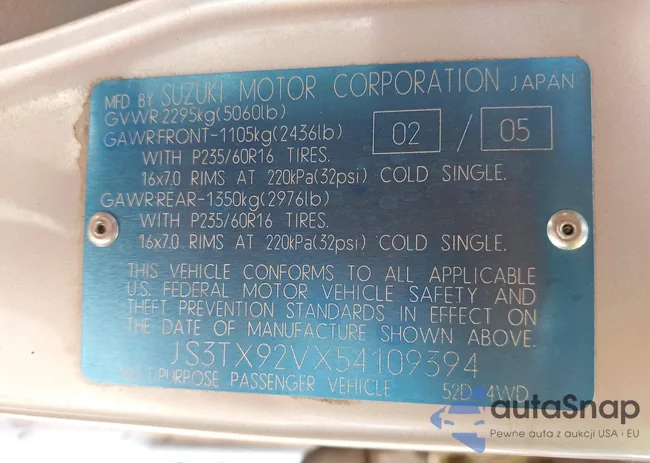 MFD BY SUZUKI MOTOR CORPORATION JAPAN
GVWR 2295kg(5060lb)
GAWR:FRONT-1105kg(2436lb) 02 / 05
WITH P235/60R16 TIRES.
16x7.0 RIMS AT 220kPa(32psi) COLD SINGLE.
GAWR:REAR-1350kg(2976lb)
WITH P235/60R16 TIRES.
16x7.0 RIMS AT 220kPa(32psi) COLD SINGLE.
THIS VEHICLE CONFORMS TO ALL APPLICABLE
U.S. FEDERAL MOTOR VEHICLE SAFETY AND
THEFT PREVENTION STANDARDS IN EFFECT ON
THE DATE OF MANUFACTURE SHOWN ABOVE.
JS3TX92VX54109394
MULTIPURPOSE PASSENGER VEHICLE 52D 4WD
autaSnap
Pewne auta z aukcji USA i EU